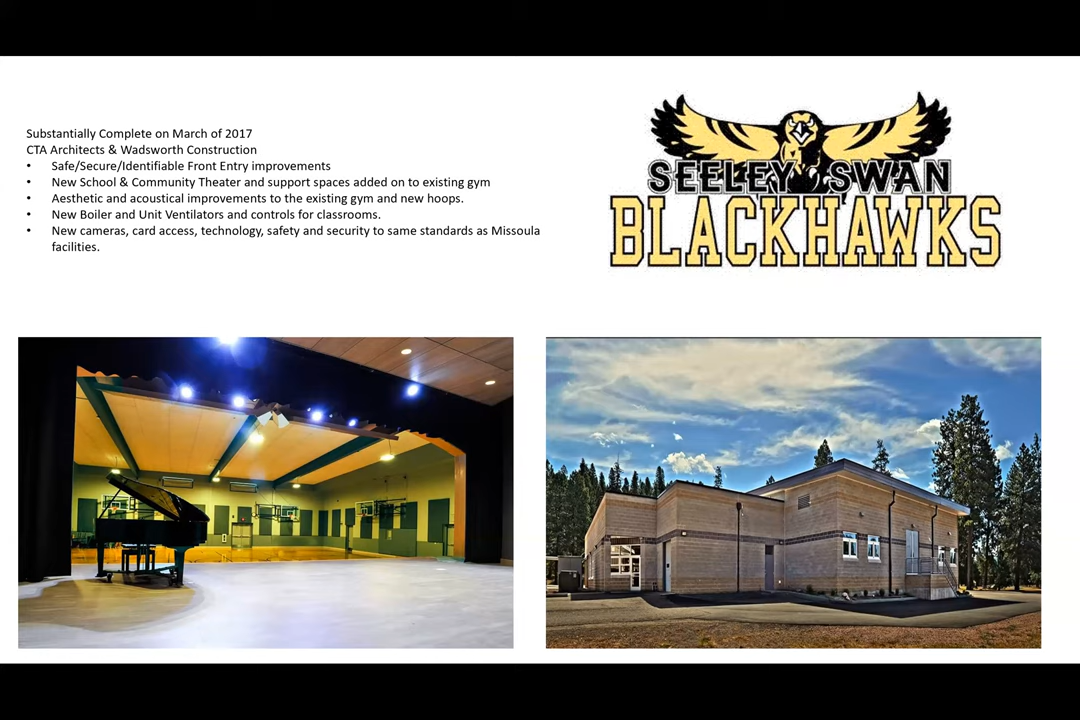 Substantially Complete on March of 2017
CTA Architects & Wadsworth Construction
• Safe/Secure/Identifiable Front Entry improvements
• New School & Community Theater and support spaces added on to existing gym
• Aesthetic and acoustical improvements to the existing gym and new hoops.
• New Boiler and Unit Ventilators and controls for classrooms.
• New cameras, card access, technology, safety and security to same standards as Missoula
facilities.
SEELEY SWAN
BLACKHAWKS